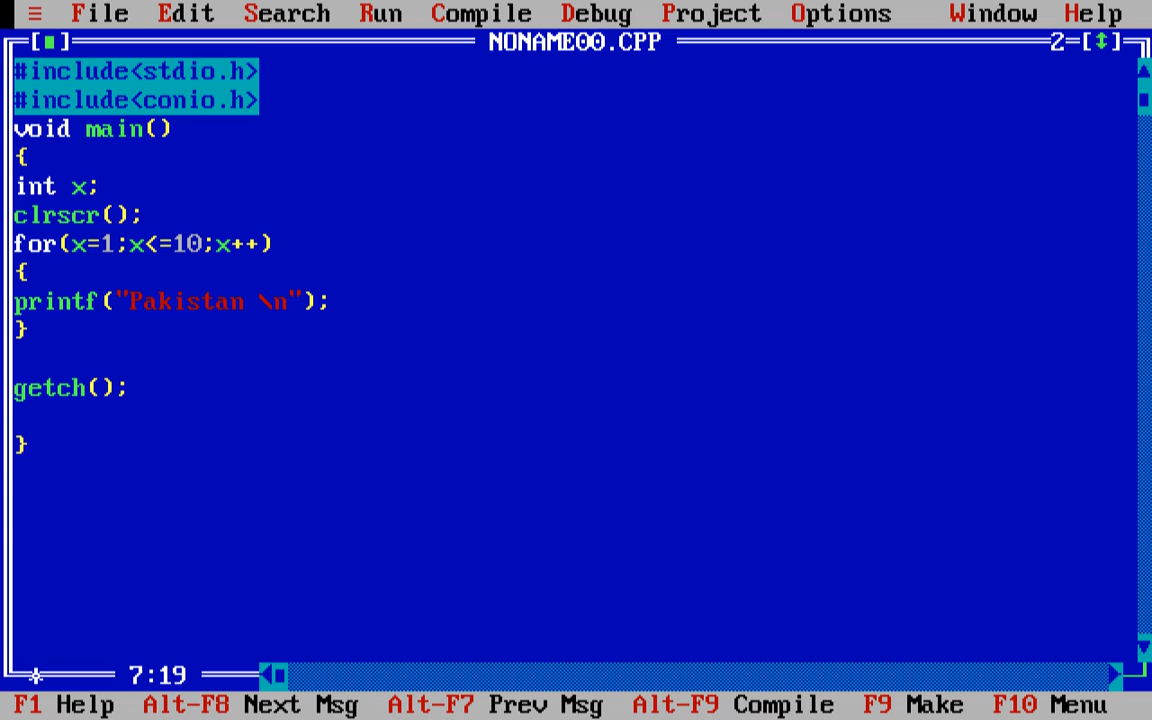 ≡ File Edit Search Run Compile Debug Project Options Window Help
[■] NONAME00.CPP 2=[↕]
#include<stdio.h>
#include<conio.h>
void main()
{
int x;
clrscr();
for(x=1;x<=10;x++)
{
printf("Pakistan \n");
}
getch();
}
7:19
F1 Help Alt-F8 Next Msg Alt-F7 Prev Msg Alt-F9 Compile F9 Make F10 Menu